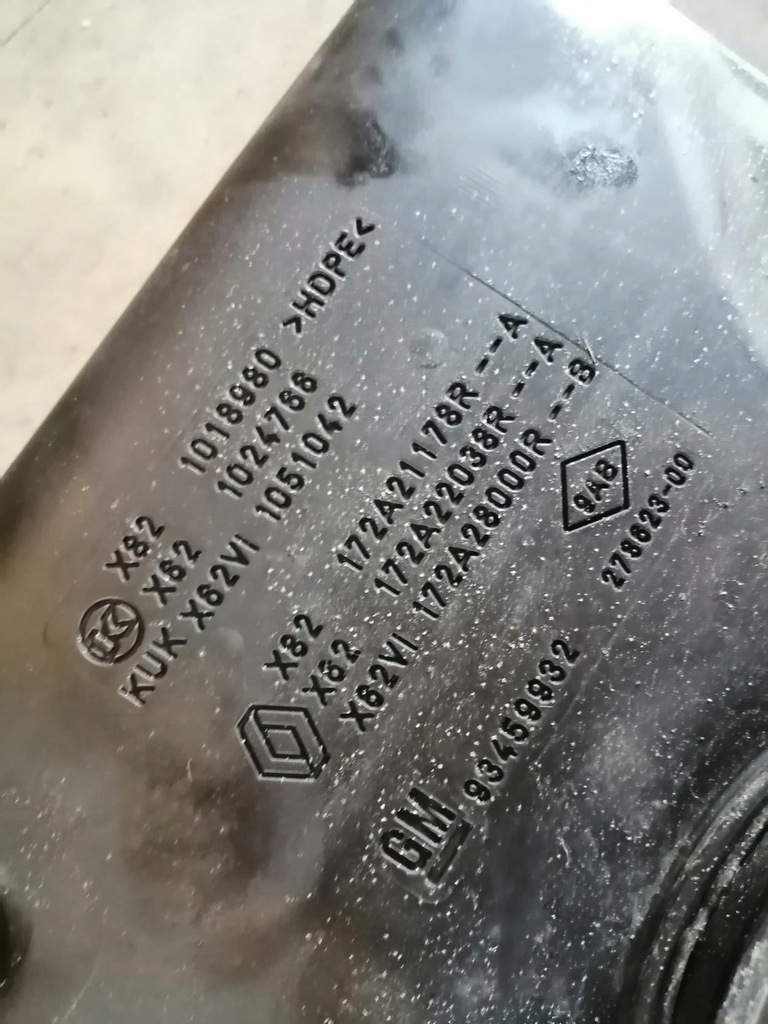 >HDPE<
X82 1018980
X62 1024766
KUK X62VI 1051042
X82 172A21178R --A
X62 172A22038R --A
X62VI 172A28000R --B
9AB
278623-00
GM 93459932